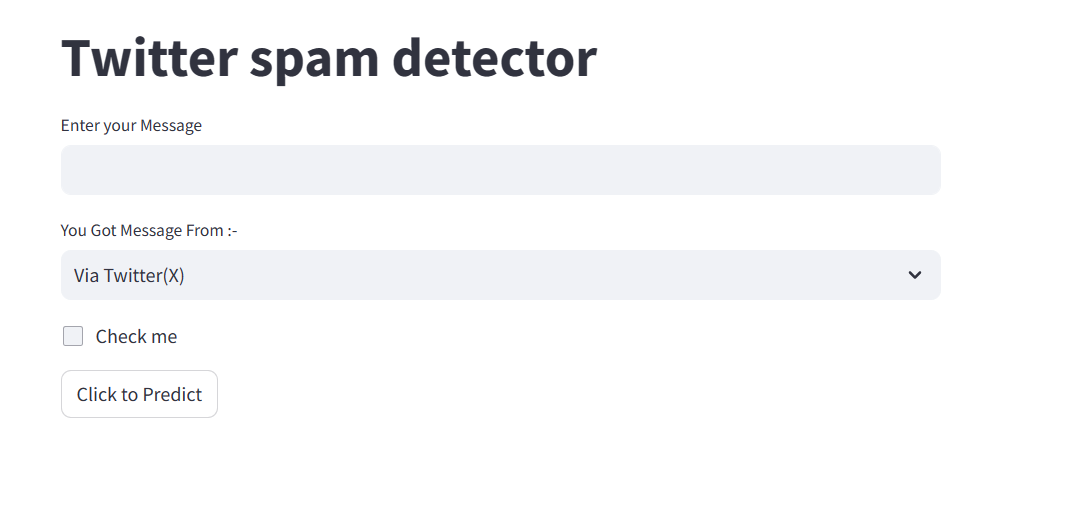 Twitter spam detector
Enter your Message
You Got Message From :-
Via Twitter(X)
Check me
Click to Predict